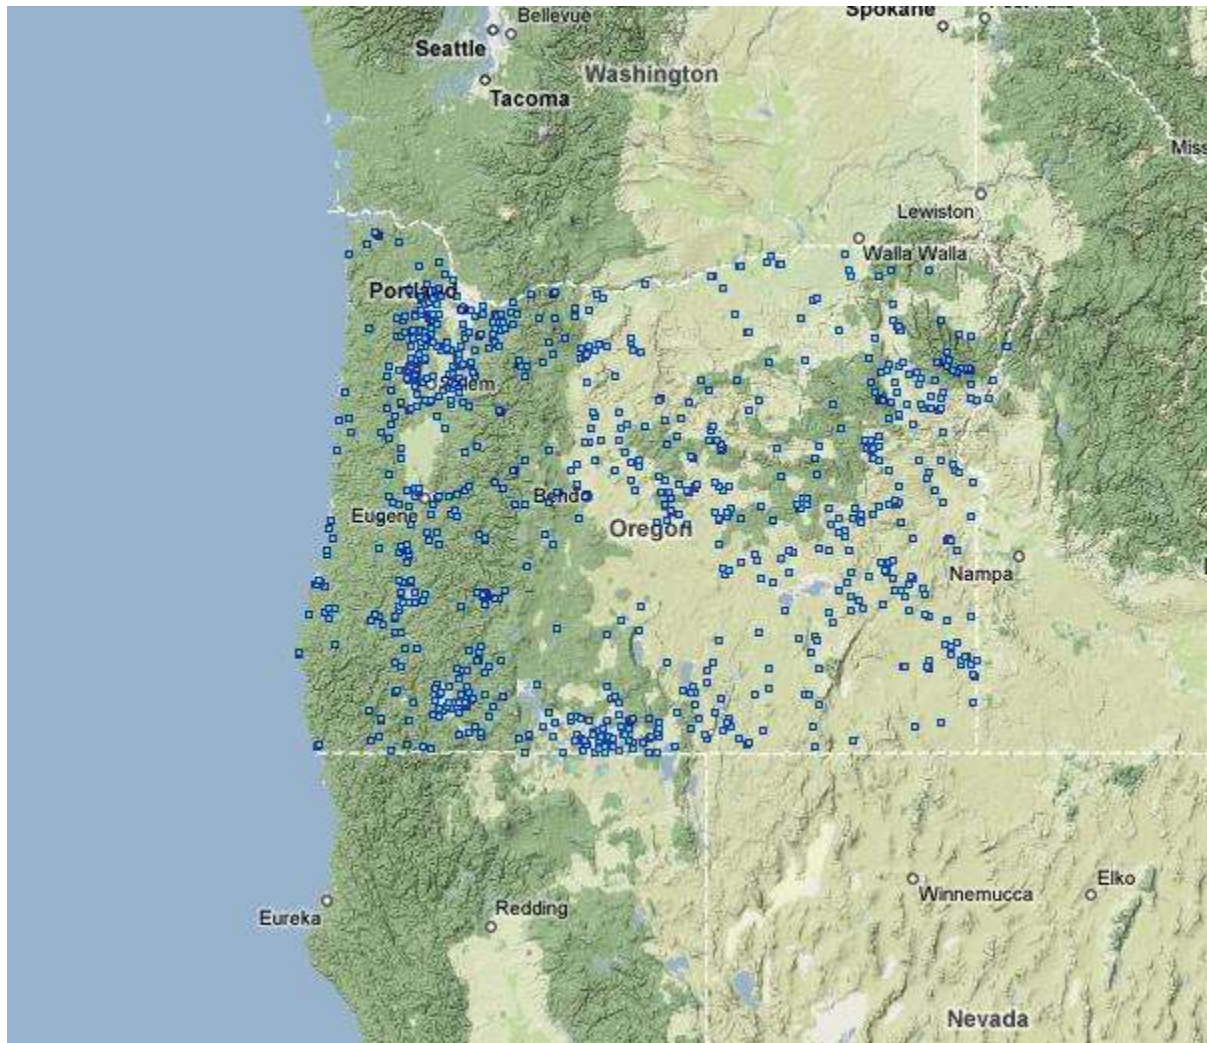 Bellevue
Spokane
Seattle
Washington
Tacoma
Miss
Lewiston
Walla Walla
Portland
Salem
Bend
Eugene
Oregon
Nampa
Winnemucca
Elko
Eureka
Redding
Nevada